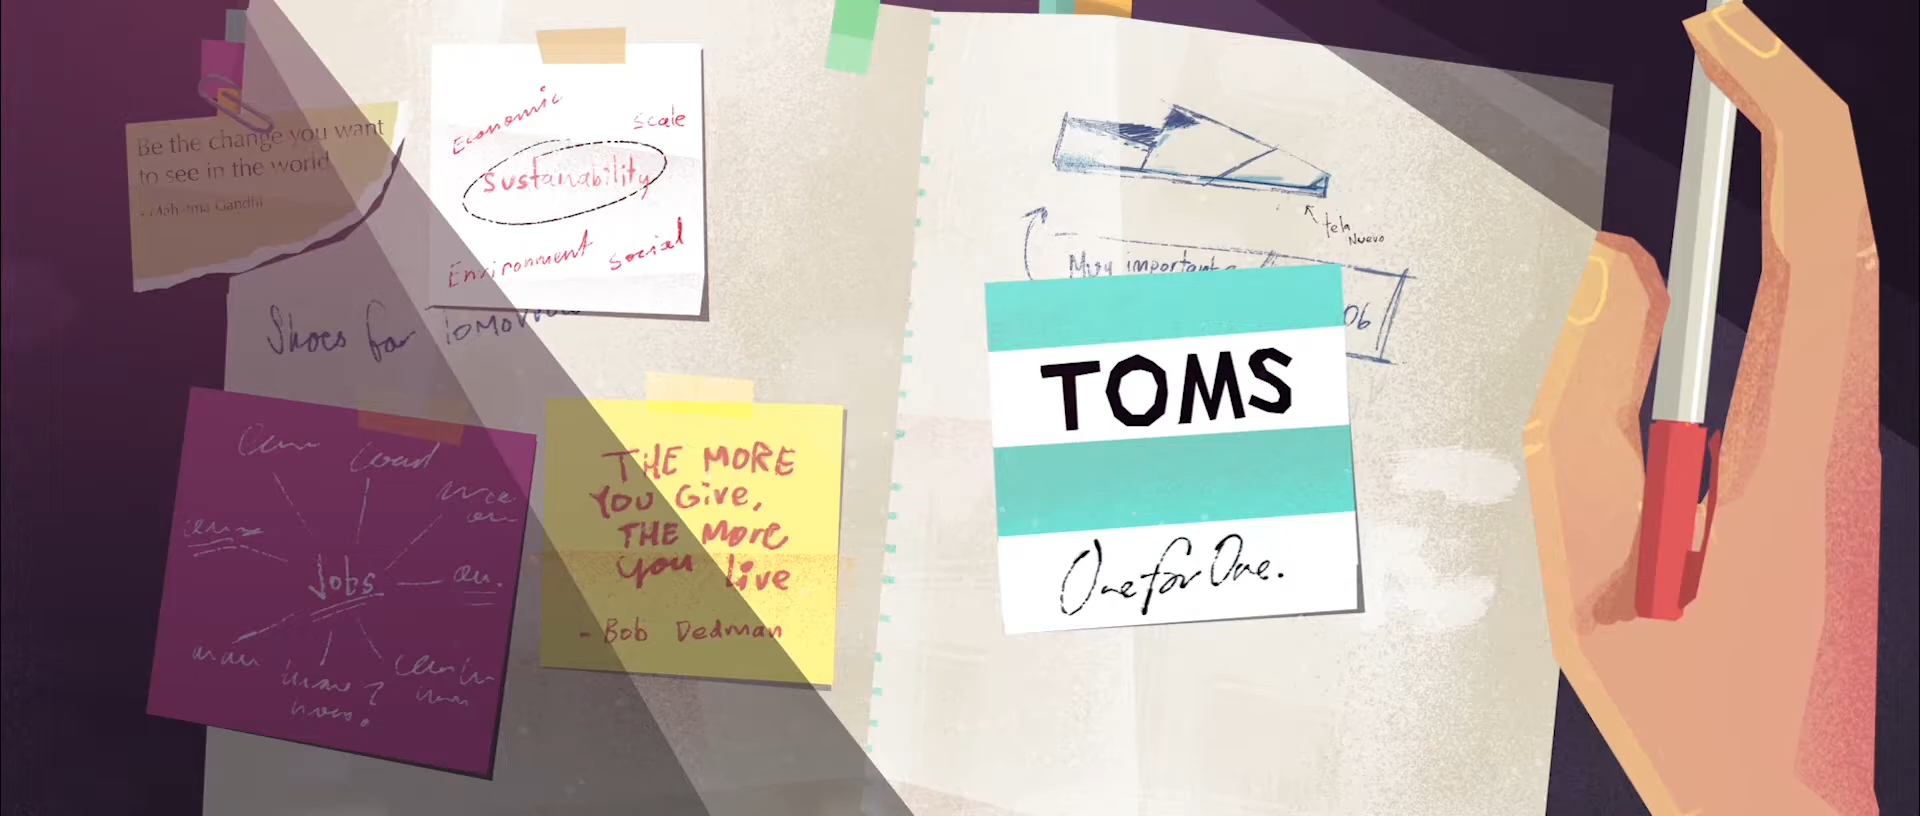 Be the change you want
to see in the world
- Mahatma Gandhi
Economic
Scale
Sustainability
Environment
Social
Shoes for Tomorrow
Jobs
THE MORE
YOU GIVE,
THE MORE
YOU live
- Bob Dedman
tela
Nuevo
Muy important
06
TOMS
One for One.